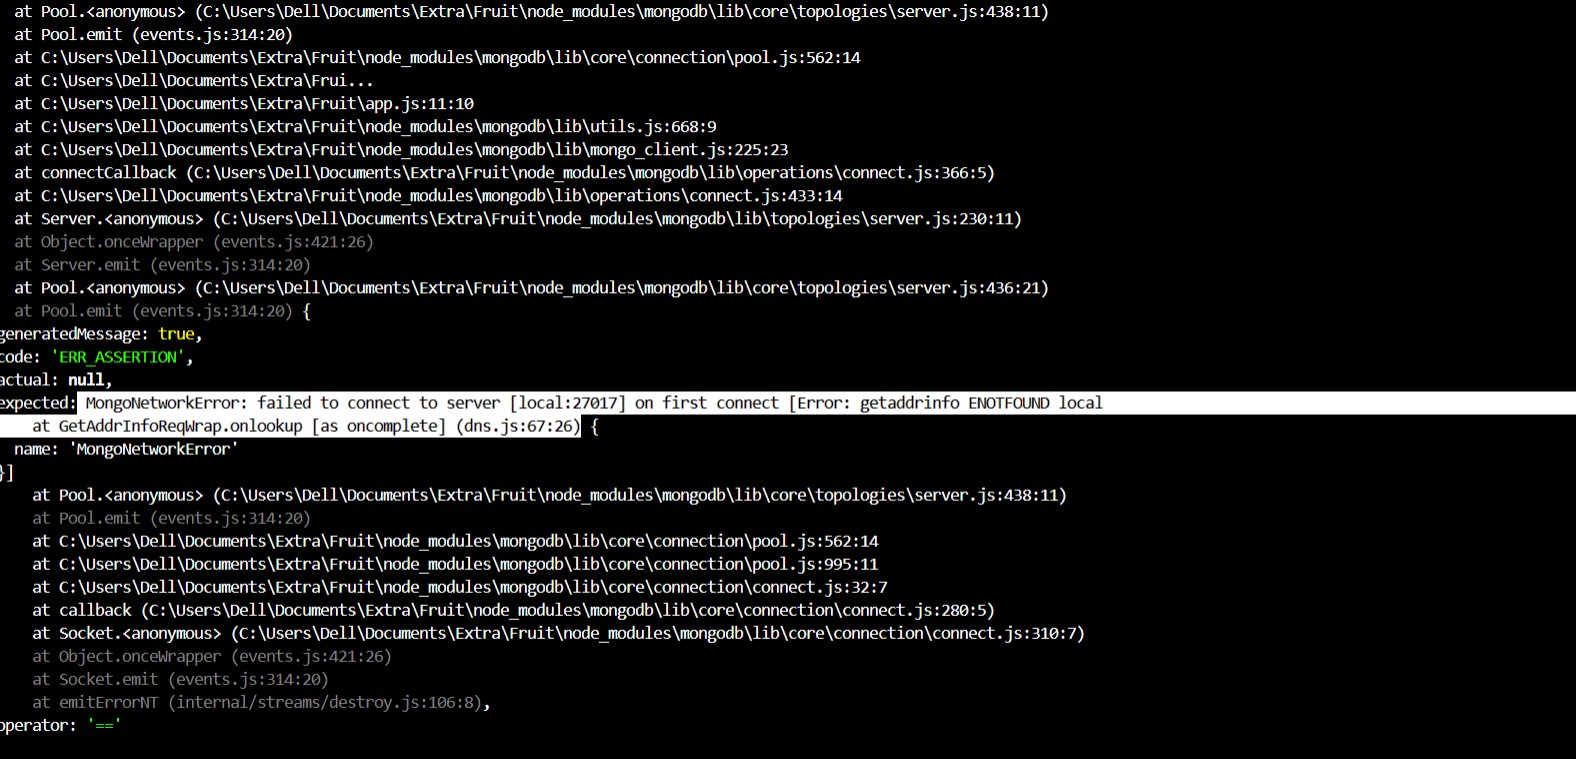 at Pool.<anonymous> (C:\Users\Dell\Documents\Extra\Fruit\node_modules\mongodb\lib\core\topologies\server.js:438:11)
at Pool.emit (events.js:314:20)
at C:\Users\Dell\Documents\Extra\Fruit\node_modules\mongodb\lib\core\connection\pool.js:562:14
at C:\Users\Dell\Documents\Extra\Frui...
at C:\Users\Dell\Documents\Extra\Fruit\app.js:11:10
at C:\Users\Dell\Documents\Extra\Fruit\node_modules\mongodb\lib\utils.js:668:9
at C:\Users\Dell\Documents\Extra\Fruit\node_modules\mongodb\lib\mongo_client.js:225:23
at connectCallback (C:\Users\Dell\Documents\Extra\Fruit\node_modules\mongodb\lib\operations\connect.js:366:5)
at C:\Users\Dell\Documents\Extra\Fruit\node_modules\mongodb\lib\operations\connect.js:433:14
at Server.<anonymous> (C:\Users\Dell\Documents\Extra\Fruit\node_modules\mongodb\lib\topologies\server.js:230:11)
at Object.onceWrapper (events.js:421:26)
at Server.emit (events.js:314:20)
at Pool.<anonymous> (C:\Users\Dell\Documents\Extra\Fruit\node_modules\mongodb\lib\core\topologies\server.js:436:21)
at Pool.emit (events.js:314:20) {
generatedMessage: true,
code: 'ERR_ASSERTION',
actual: null,
expected: MongoNetworkError: failed to connect to server [local:27017] on first connect [Error: getaddrinfo ENOTFOUND local
at GetAddrInfoReqWrap.onlookup [as oncomplete] (dns.js:67:26) {
name: 'MongoNetworkError'
}]
at Pool.<anonymous> (C:\Users\Dell\Documents\Extra\Fruit\node_modules\mongodb\lib\core\topologies\server.js:438:11)
at Pool.emit (events.js:314:20)
at C:\Users\Dell\Documents\Extra\Fruit\node_modules\mongodb\lib\core\connection\pool.js:562:14
at C:\Users\Dell\Documents\Extra\Fruit\node_modules\mongodb\lib\core\connection\pool.js:995:11
at C:\Users\Dell\Documents\Extra\Fruit\node_modules\mongodb\lib\core\connection\connect.js:32:7
at callback (C:\Users\Dell\Documents\Extra\Fruit\node_modules\mongodb\lib\core\connection\connect.js:280:5)
at Socket.<anonymous> (C:\Users\Dell\Documents\Extra\Fruit\node_modules\mongodb\lib\core\connection\connect.js:310:7)
at Object.onceWrapper (events.js:421:26)
at Socket.emit (events.js:314:20)
at emitErrorNT (internal/streams/destroy.js:106:8),
operator: '=='